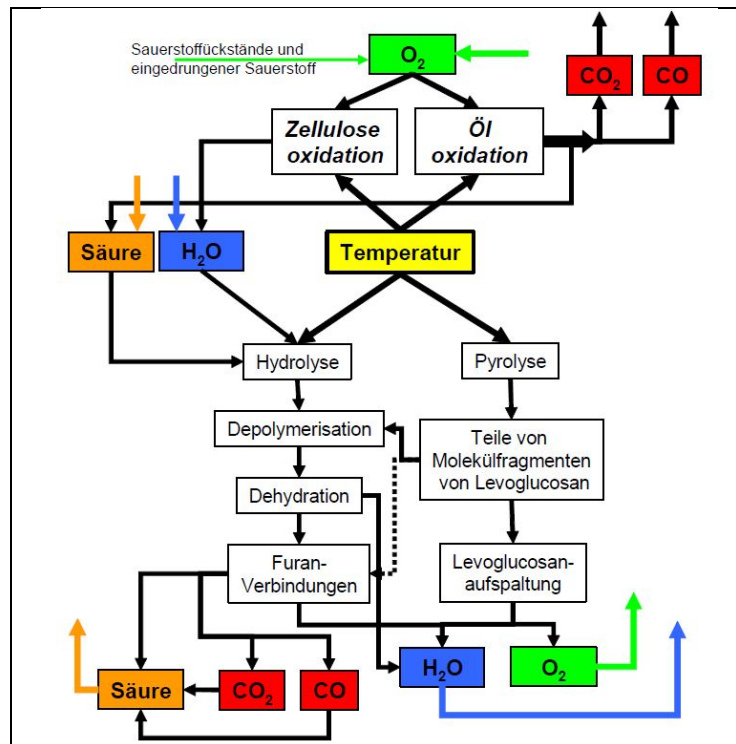 Sauerstoffückstände und
eingedrungener Sauerstoff
O₂
CO₂
CO
Zellulose
oxidation
Öl
oxidation
Säure
H₂O
Temperatur
Hydrolyse
Pyrolyse
Depolymerisation
Teile von
Molekülfragmenten
von Levoglucosan
Dehydration
Furan-
Verbindungen
Levoglucosan-
aufspaltung
Säure
CO₂
CO
H₂O
O₂